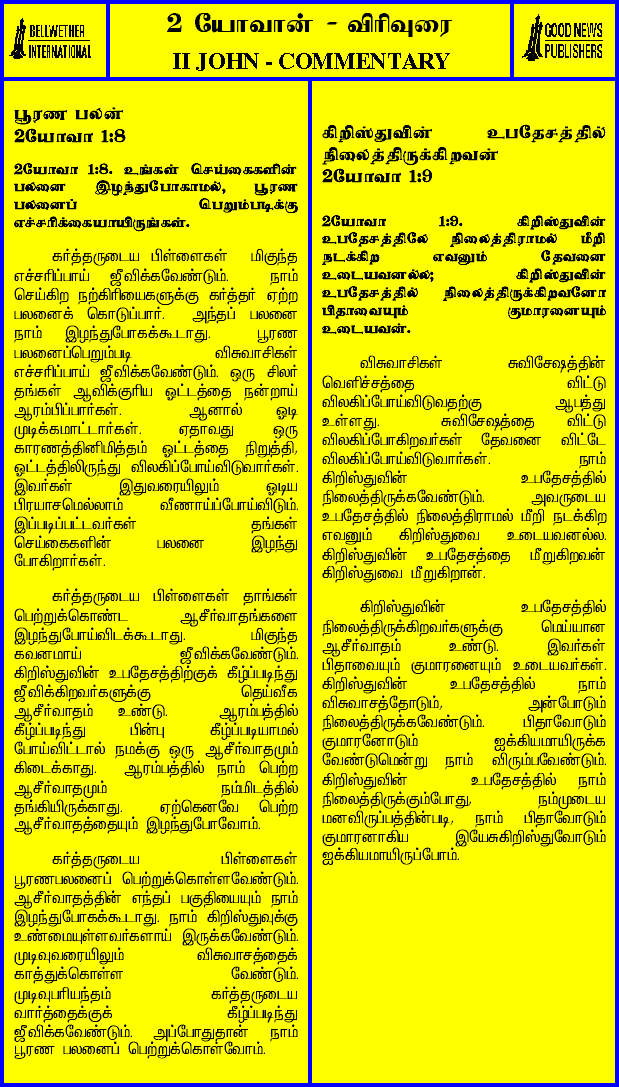 BELLWETHER
INTERNATIONAL
2 யோவான் - விரிவுரை
II JOHN - COMMENTARY
GOOD NEWS
PUBLISHERS
பூரண பலன்
2யோவா 1:8
2யோவா 1:8. உங்கள் செய்கைகளின்
பலனை இழந்துபோகாமல், பூரண
பலனைப் பெறும்படிக்கு
எச்சரிக்கையாயிருங்கள்.
கர்த்தருடைய பிள்ளைகள் மிகுந்த
எச்சரிப்பாய் ஜீவிக்கவேண்டும். நாம்
செய்கிற நற்கிரியைகளுக்கு கர்த்தர் ஏற்ற
பலனைக் கொடுப்பார். அந்தப் பலனை
நாம் இழந்துபோகக்கூடாது. பூரண
பலனைப்பெறும்படி விசுவாசிகள்
எச்சரிப்பாய் ஜீவிக்கவேண்டும். ஒரு சிலர்
தங்கள் ஆவிக்குரிய ஓட்டத்தை நன்றாய்
ஆரம்பிப்பார்கள். ஆனால் ஓடி
முடிக்கமாட்டார்கள். ஏதாவது ஒரு
காரணத்தினிமித்தம் ஓட்டத்தை நிறுத்தி,
ஓட்டத்திலிருந்து விலகிப்போய்விடுவார்கள்.
இவர்கள் இதுவரையிலும் ஓடிய
பிரயாசமெல்லாம் வீணாய்ப்போய்விடும்.
இப்படிப்பட்டவர்கள் தங்கள்
செய்கைகளின் பலனை இழந்து
போகிறார்கள்.
கர்த்தருடைய பிள்ளைகள் தாங்கள்
பெற்றுக்கொண்ட ஆசீர்வாதங்களை
இழந்துபோய்விடக்கூடாது. மிகுந்த
கவனமாய் ஜீவிக்கவேண்டும்.
கிறிஸ்துவின் உபதேசத்திற்குக் கீழ்ப்படிந்து
ஜீவிக்கிறவர்களுக்கு தெய்வீக
ஆசீர்வாதம் உண்டு. ஆரம்பத்தில்
கீழ்ப்படிந்து பின்பு கீழ்ப்படியாமல்
போய்விட்டால் நமக்கு ஒரு ஆசீர்வாதமும்
கிடைக்காது. ஆரம்பத்தில் நாம் பெற்ற
ஆசீர்வாதமும் நம்மிடத்தில்
தங்கியிருக்காது. ஏற்கெனவே பெற்ற
ஆசீர்வாதத்தையும் இழந்துபோவோம்.
கர்த்தருடைய பிள்ளைகள்
பூரணபலனைப் பெற்றுக்கொள்ளவேண்டும்.
ஆசீர்வாதத்தின் எந்தப் பகுதியையும் நாம்
இழந்துபோகக்கூடாது. நாம் கிறிஸ்துவுக்கு
உண்மையுள்ளவர்களாய் இருக்கவேண்டும்.
முடிவுவரையிலும் விசுவாசத்தைக்
காத்துக்கொள்ள வேண்டும்.
முடிவுபரியந்தம் கர்த்தருடைய
வார்த்தைக்குக் கீழ்ப்படிந்து
ஜீவிக்கவேண்டும். அப்போதுதான் நாம்
பூரண பலனைப் பெற்றுக்கொள்வோம்.
கிறிஸ்துவின் உபதேசத்தில்
நிலைத்திருக்கிறவன்
2யோவா 1:9
2யோவா 1:9. கிறிஸ்துவின்
உபதேசத்திலே நிலைத்திராமல் மீறி
நடக்கிற எவனும் தேவனை
உடையவனல்ல; கிறிஸ்துவின்
உபதேசத்தில் நிலைத்திருக்கிறவனோ
பிதாவையும் குமாரனையும்
உடையவன்.
விசுவாசிகள் சுவிசேஷத்தின்
வெளிச்சத்தை விட்டு
விலகிப்போய்விடுவதற்கு ஆபத்து
உள்ளது. சுவிசேஷத்தை விட்டு
விலகிப்போகிறவர்கள் தேவனை விட்டே
விலகிப்போய்விடுவார்கள். நாம்
கிறிஸ்துவின் உபதேசத்தில்
நிலைத்திருக்கவேண்டும். அவருடைய
உபதேசத்தில் நிலைத்திராமல் மீறி நடக்கிற
எவனும் கிறிஸ்துவை உடையவனல்ல.
கிறிஸ்துவின் உபதேசத்தை மீறுகிறவன்
கிறிஸ்துவை மீறுகிறான்.
கிறிஸ்துவின் உபதேசத்தில்
நிலைத்திருக்கிறவர்களுக்கு மெய்யான
ஆசீர்வாதம் உண்டு. இவர்கள்
பிதாவையும் குமாரனையும் உடையவர்கள்.
கிறிஸ்துவின் உபதேசத்தில் நாம்
விசுவாசத்தோடும், அன்போடும்
நிலைத்திருக்கவேண்டும். பிதாவோடும்
குமாரனோடும் ஐக்கியமாயிருக்க
வேண்டுமென்று நாம் விரும்பவேண்டும்.
கிறிஸ்துவின் உபதேசத்தில் நாம்
நிலைத்திருக்கும்போது, நம்முடைய
மனவிருப்பத்தின்படி, நாம் பிதாவோடும்
குமாரனாகிய இயேசுகிறிஸ்துவோடும்
ஐக்கியமாயிருப்போம்.